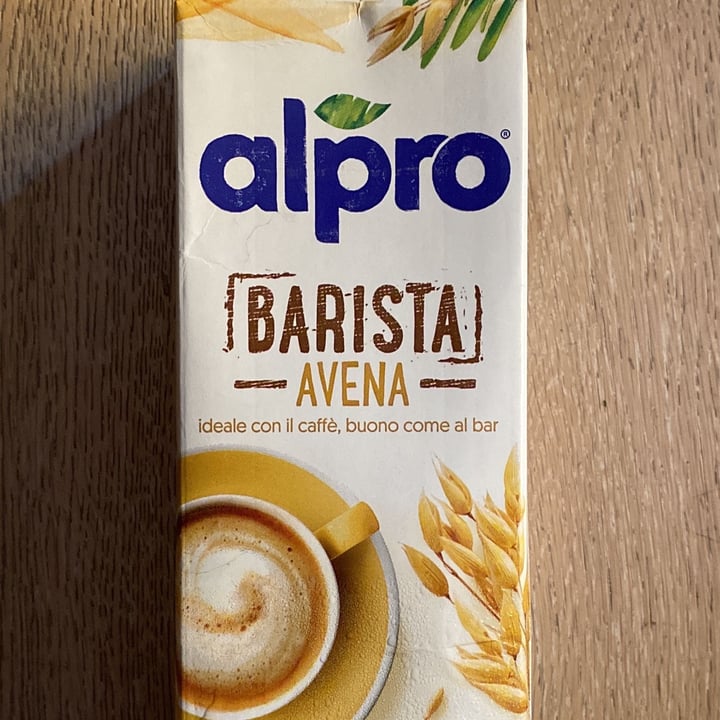 alpro®
BARISTA
AVENA
ideale con il caffè, buono come al bar